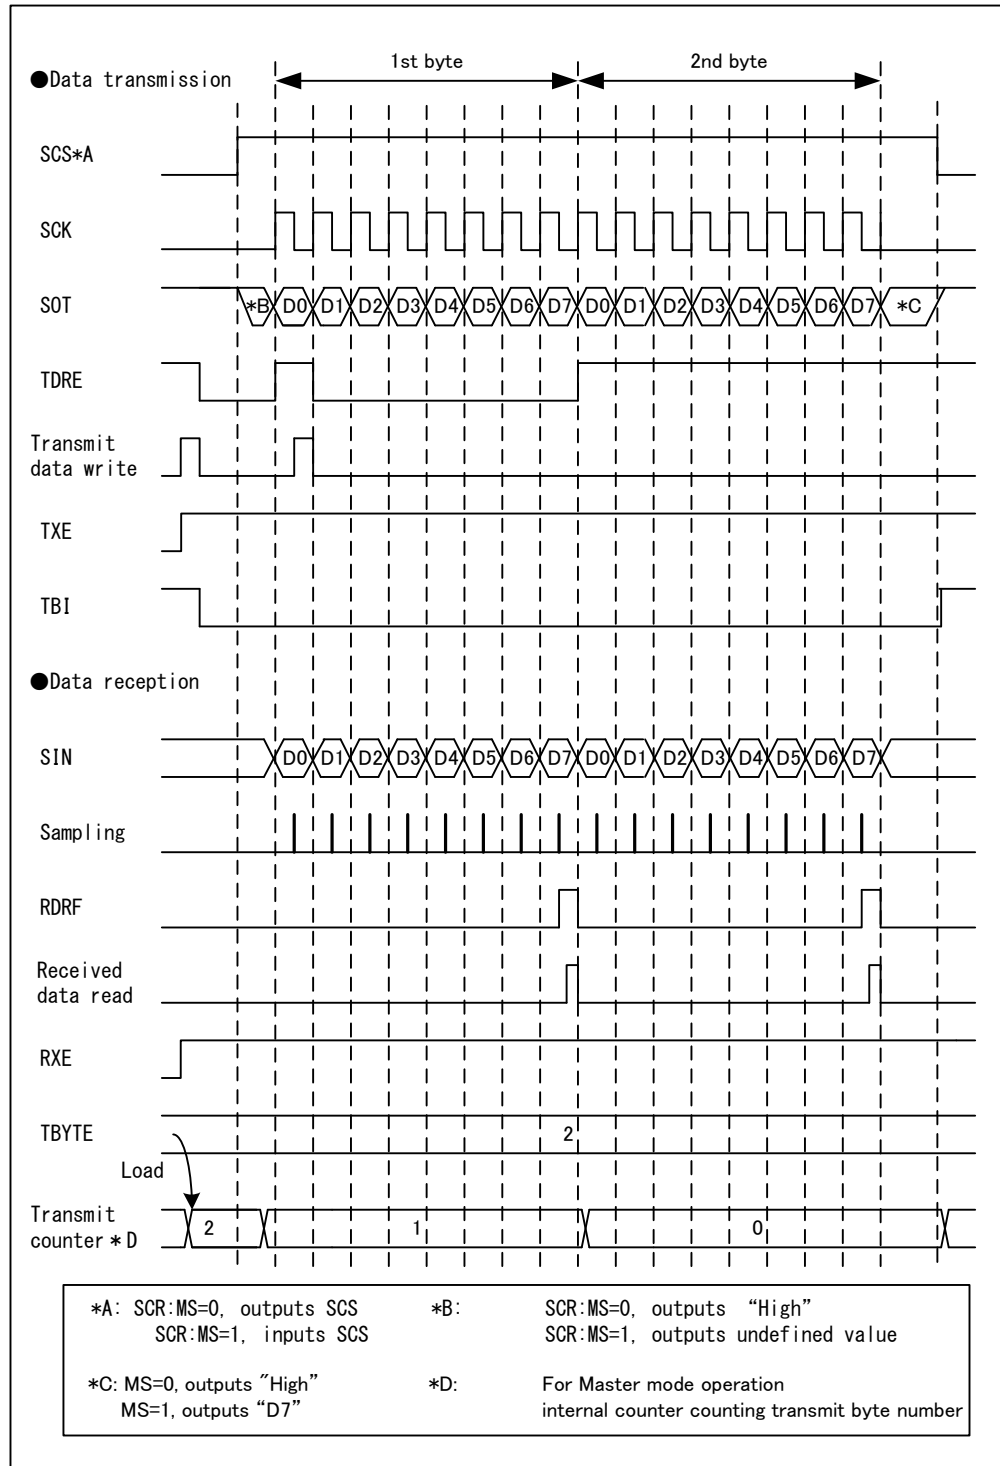 1st byte 2nd byte
●Data transmission
SCS*A
SCK
SOT *B D0 D1 D2 D3 D4 D5 D6 D7 D0 D1 D2 D3 D4 D5 D6 D7 *C
TDRE
Transmit
data write
TXE
TBI
●Data reception
SIN D0 D1 D2 D3 D4 D5 D6 D7 D0 D1 D2 D3 D4 D5 D6 D7
Sampling
RDRF
Received
data read
RXE
TBYTE 2
Load
Transmit
counter *D 2 1 0
*A: SCR:MS=0, outputs SCS *B: SCR:MS=0, outputs “High”
SCR:MS=1, inputs SCS SCR:MS=1, outputs undefined value
*C: MS=0, outputs "High" *D: For Master mode operation
MS=1, outputs “D7” internal counter counting transmit byte number